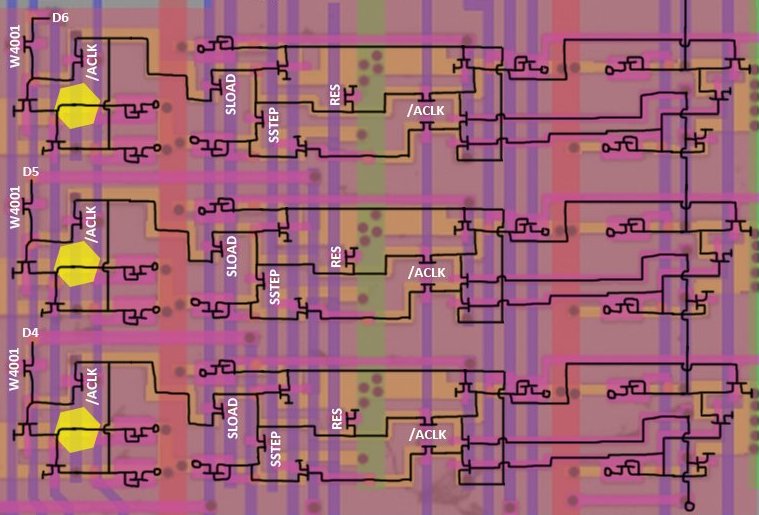 D6
W4001
/ACLK
SLOAD
SSTEP
RES
/ACLK
D5
W4001
/ACLK
SLOAD
SSTEP
RES
/ACLK
D4
W4001
/ACLK
SLOAD
SSTEP
RES
/ACLK